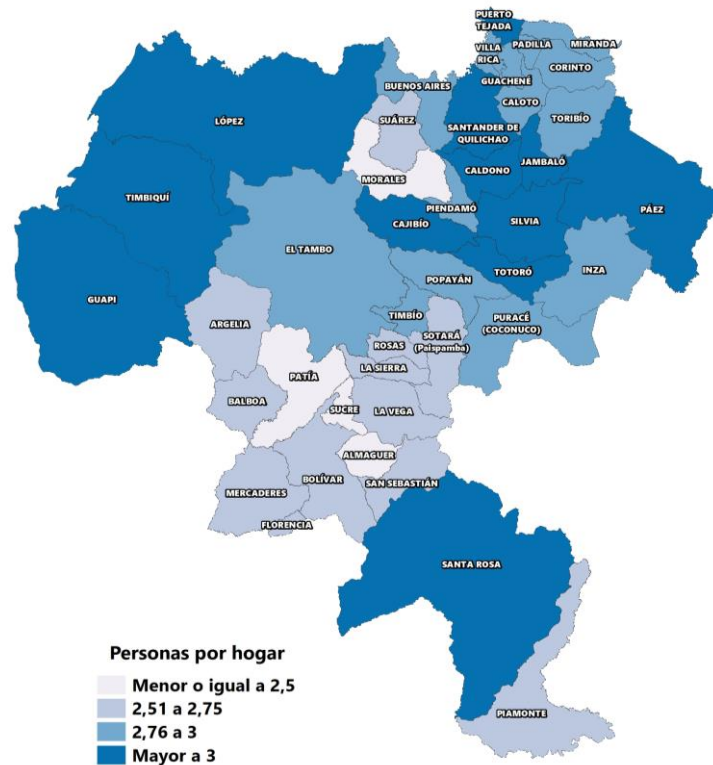 PUERTO
TEJADA
VILLA
RICA
PADILLA
MIRANDA
CORINTO
GUACHENÉ
BUENOS AIRES
CALOTO
TORIBÍO
SUÁREZ
LÓPEZ
SANTANDER DE
QUILICHAO
JAMBALÓ
CALDONO
MORALES
TIMBIQUÍ
PIENDAMÓ
SILVIA
PÁEZ
CAJIBÍO
EL TAMBO
TOTORÓ
INZA
POPAYÁN
GUAPI
TIMBÍO
PURACÉ
(COCONUCO)
ARGELIA
SOTARÁ
(Paispamba)
ROSAS
LA SIERRA
PATÍA
BALBOA
SUCRE
LA VEGA
ALMAGUER
BOLÍVAR
SAN SEBASTIÁN
MERCADERES
FLORENCIA
SANTA ROSA
PIAMONTE
Personas por hogar
Menor o igual a 2,5
2,51 a 2,75
2,76 a 3
Mayor a 3